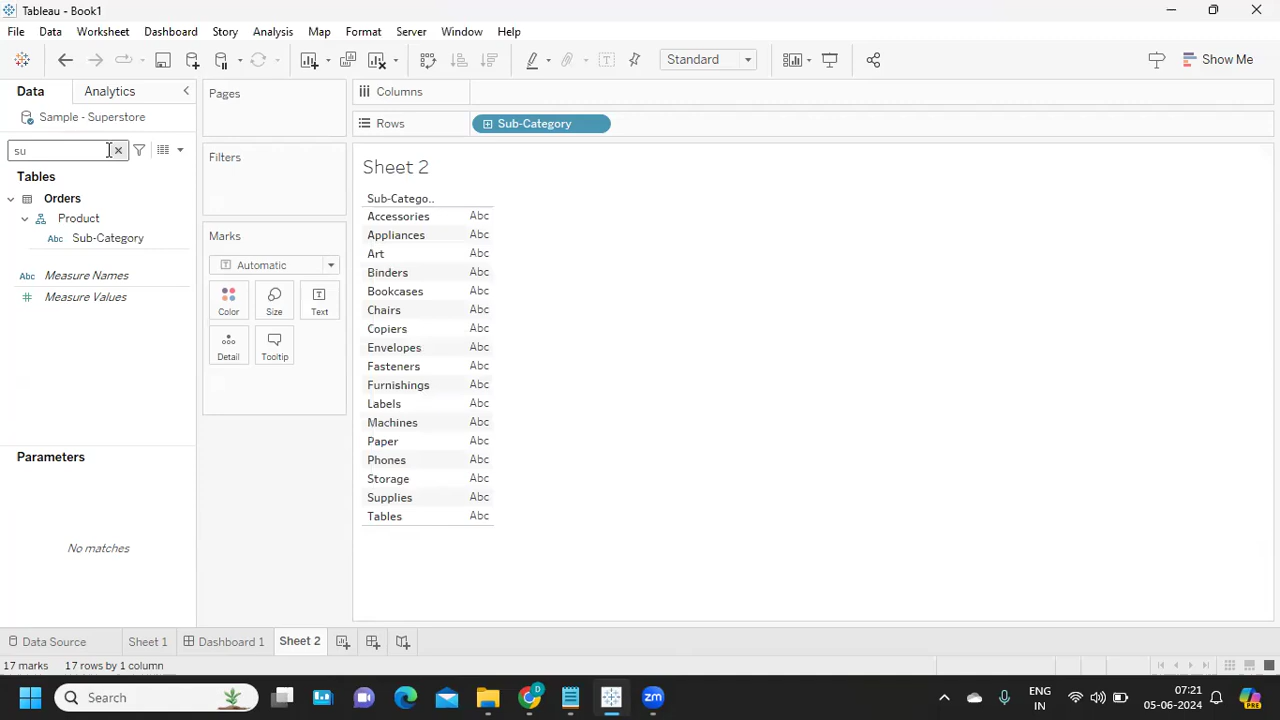 Tableau - Book1
File Data Worksheet Dashboard Story Analysis Map Format Server Window Help
Standard
Show Me
Data Analytics
Sample - Superstore
su
Tables
Orders
Product
Abc Sub-Category
Abc Measure Names
# Measure Values
Parameters
No matches
Pages
Filters
Marks
Automatic
Color Size Text
Detail Tooltip
Columns
Rows Sub-Category
Sheet 2
Sub-Catego..
Accessories Abc
Appliances Abc
Art Abc
Binders Abc
Bookcases Abc
Chairs Abc
Copiers Abc
Envelopes Abc
Fasteners Abc
Furnishings Abc
Labels Abc
Machines Abc
Paper Abc
Phones Abc
Storage Abc
Supplies Abc
Tables Abc
Data Source Sheet 1 Dashboard 1 Sheet 2
17 marks 17 rows by 1 column
Search
zm
D
PRE
ENG
IN
07:21
05-06-2024